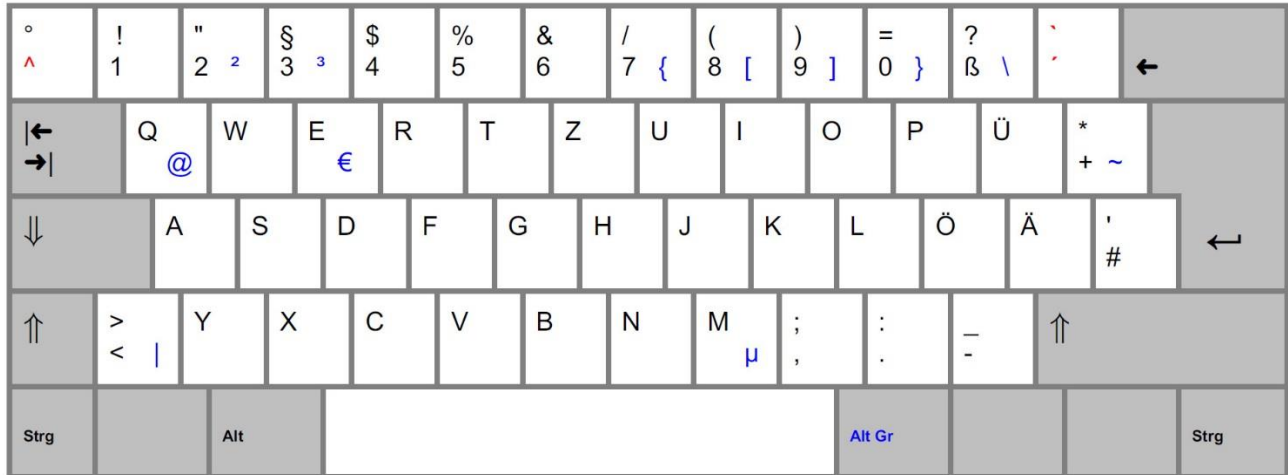 ° ! " § $ % & / ( ) = ? `
^ 1 2 ² 3 ³ 4 5 6 7 { 8 [ 9 ] 0 } ß \ ´ ←
|← Q W E R T Z U I O P Ü *
→| @ € + ~
⇓ A S D F G H J K L Ö Ä '
# ↵
⇑ > Y X C V B N M ; : _ ⇑
< | µ , . -
Strg Alt Alt Gr Strg